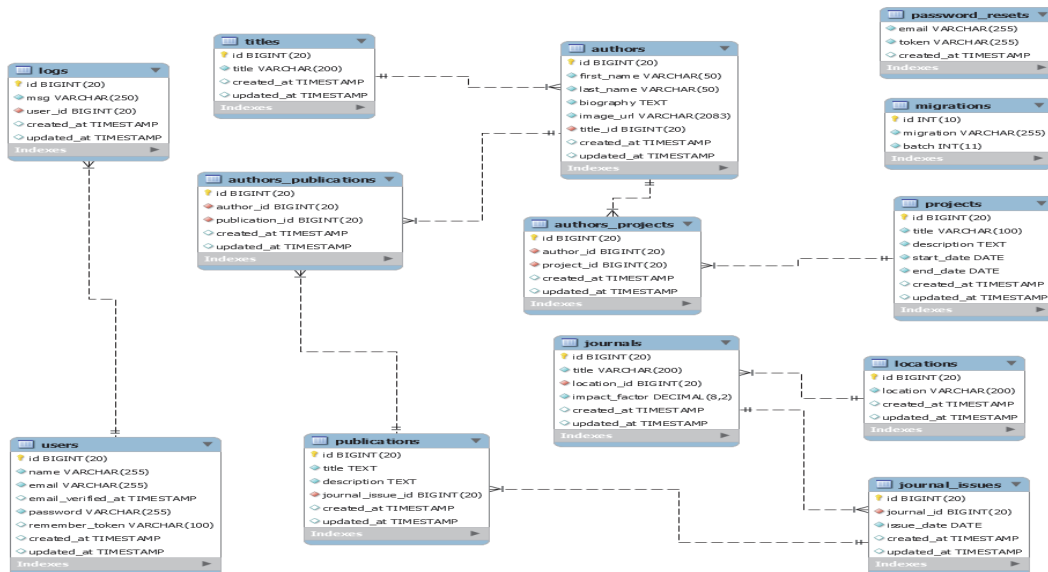 password_resets
email VARCHAR(255)
token VARCHAR(255)
created_at TIMESTAMP
Indexes
titles
id BIGINT(20)
title VARCHAR(200)
created_at TIMESTAMP
updated_at TIMESTAMP
Indexes
authors
id BIGINT(20)
first_name VARCHAR(50)
last_name VARCHAR(50)
biography TEXT
image_url VARCHAR(2083)
title_id BIGINT(20)
created_at TIMESTAMP
updated_at TIMESTAMP
Indexes
logs
id BIGINT(20)
msg VARCHAR(250)
user_id BIGINT(20)
created_at TIMESTAMP
updated_at TIMESTAMP
Indexes
migrations
id INT(10)
migration VARCHAR(255)
batch INT(11)
Indexes
authors_publications
id BIGINT(20)
author_id BIGINT(20)
publication_id BIGINT(20)
created_at TIMESTAMP
updated_at TIMESTAMP
Indexes
authors_projects
id BIGINT(20)
author_id BIGINT(20)
project_id BIGINT(20)
created_at TIMESTAMP
updated_at TIMESTAMP
Indexes
projects
id BIGINT(20)
title VARCHAR(100)
description TEXT
start_date DATE
end_date DATE
created_at TIMESTAMP
updated_at TIMESTAMP
Indexes
journals
id BIGINT(20)
title VARCHAR(200)
location_id BIGINT(20)
impact_factor DECIMAL(8,2)
created_at TIMESTAMP
updated_at TIMESTAMP
Indexes
locations
id BIGINT(20)
location VARCHAR(200)
created_at TIMESTAMP
updated_at TIMESTAMP
Indexes
users
id BIGINT(20)
name VARCHAR(255)
email VARCHAR(255)
email_verified_at TIMESTAMP
password VARCHAR(255)
remember_token VARCHAR(100)
created_at TIMESTAMP
updated_at TIMESTAMP
Indexes
publications
id BIGINT(20)
title TEXT
description TEXT
journal_issue_id BIGINT(20)
created_at TIMESTAMP
updated_at TIMESTAMP
Indexes
journal_issues
id BIGINT(20)
journal_id BIGINT(20)
issue_date DATE
created_at TIMESTAMP
updated_at TIMESTAMP
Indexes